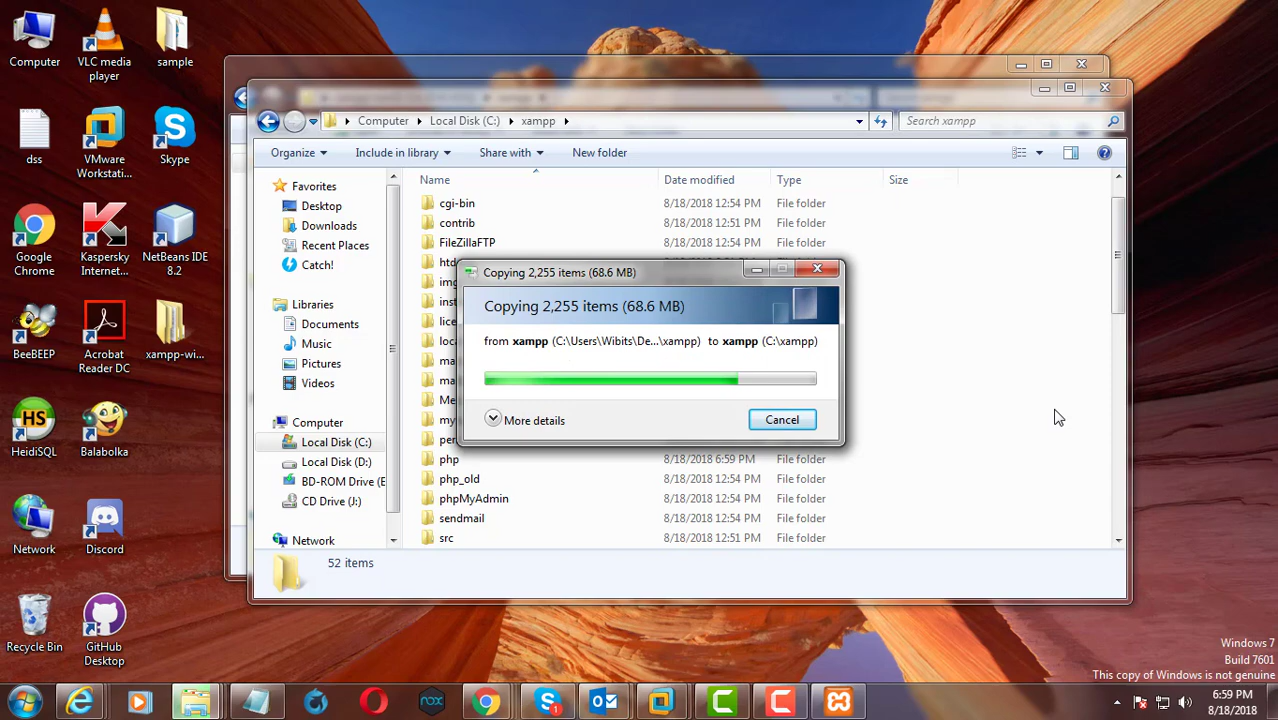 Computer
VLC media
player
sample
dss
VMware
Workstati...
Skype
Google
Chrome
Kaspersky
Internet...
NetBeans IDE
8.2
BeeBEEP
Acrobat
Reader DC
xampp-wi...
HeidiSQL
Balabolka
Network
Discord
Recycle Bin
GitHub
Desktop
Computer
Local Disk (C:)
xampp
Search xampp
Organize
Include in library
Share with
New folder
Favorites
Desktop
Downloads
Recent Places
Catch!
Libraries
Documents
Music
Pictures
Videos
Computer
Local Disk (C:)
Local Disk (D:)
BD-ROM Drive (E
CD Drive (J:)
Network
Name Date modified Type Size
cgi-bin 8/18/2018 12:54 PM File folder
contrib 8/18/2018 12:51 PM File folder
FileZillaFTP 8/18/2018 12:54 PM File folder
htd
img
inst
lice
loca
ma
ma
Me
my
per
php 8/18/2018 6:59 PM File folder
php_old 8/18/2018 12:54 PM File folder
phpMyAdmin 8/18/2018 12:54 PM File folder
sendmail 8/18/2018 12:54 PM File folder
src 8/18/2018 12:51 PM File folder
52 items
Copying 2,255 items (68.6 MB)
Copying 2,255 items (68.6 MB)
from xampp (C:\Users\Wibits\De...\xampp) to xampp (C:\xampp)
More details
Cancel
Windows 7
Build 7601
This copy of Windows is not genuine
nox
6:59 PM
8/18/2018